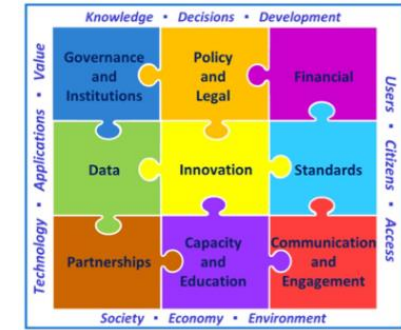 Knowledge • Decisions • Development
Technology • Applications • Value
Governance
and
Institutions
Policy
and
Legal
Financial
Data
Innovation
Standards
Partnerships
Capacity
and
Education
Communication
and
Engagement
Users • Citizens • Access
Society • Economy • Environment